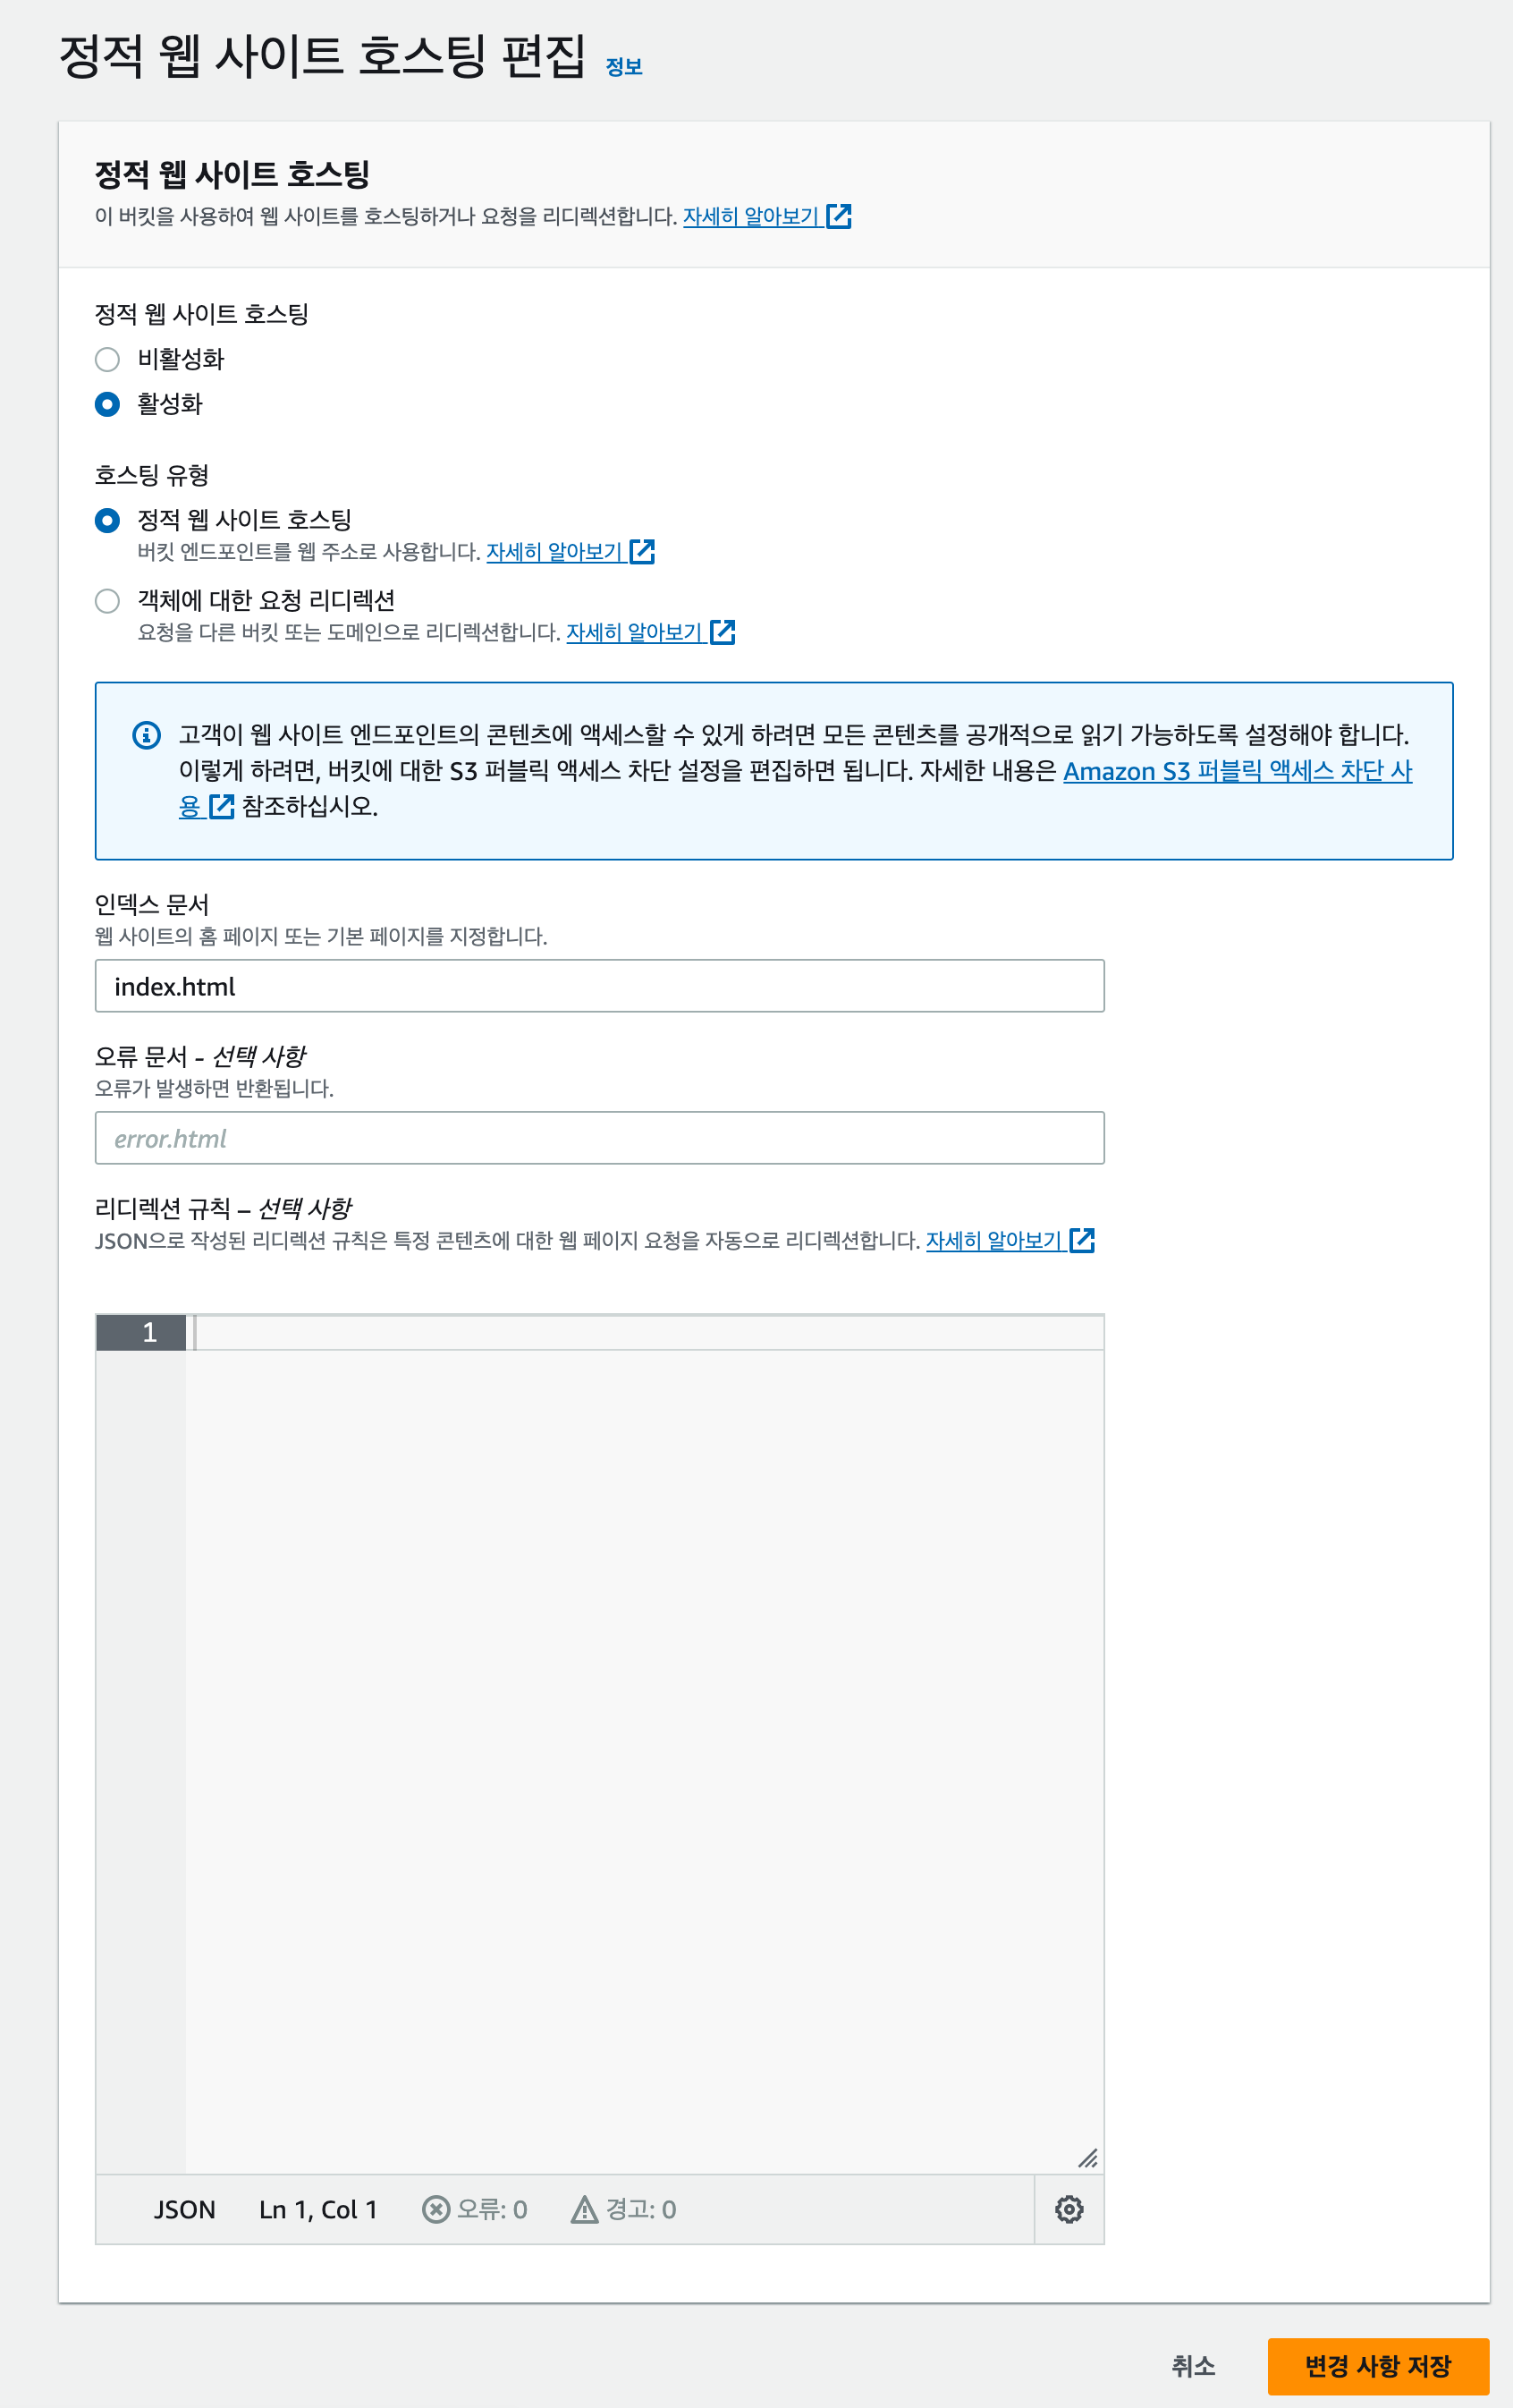 정적 웹 사이트 호스팅 편집 정보
정적 웹 사이트 호스팅
이 버킷을 사용하여 웹 사이트를 호스팅하거나 요청을 리디렉션합니다. 자세히 알아보기
정적 웹 사이트 호스팅
비활성화
활성화
호스팅 유형
정적 웹 사이트 호스팅
버킷 엔드포인트를 웹 주소로 사용합니다. 자세히 알아보기
객체에 대한 요청 리디렉션
요청을 다른 버킷 또는 도메인으로 리디렉션합니다. 자세히 알아보기
고객이 웹 사이트 엔드포인트의 콘텐츠에 액세스할 수 있게 하려면 모든 콘텐츠를 공개적으로 읽기 가능하도록 설정해야 합니다.
이렇게 하려면, 버킷에 대한 S3 퍼블릭 액세스 차단 설정을 편집하면 됩니다. 자세한 내용은 Amazon S3 퍼블릭 액세스 차단 사
용 참조하십시오.
인덱스 문서
웹 사이트의 홈 페이지 또는 기본 페이지를 지정합니다.
index.html
오류 문서 - 선택 사항
오류가 발생하면 반환됩니다.
error.html
리디렉션 규칙 – 선택 사항
JSON으로 작성된 리디렉션 규칙은 특정 콘텐츠에 대한 웹 페이지 요청을 자동으로 리디렉션합니다. 자세히 알아보기
1
JSON Ln 1, Col 1 오류: 0 경고: 0
취소 변경 사항 저장